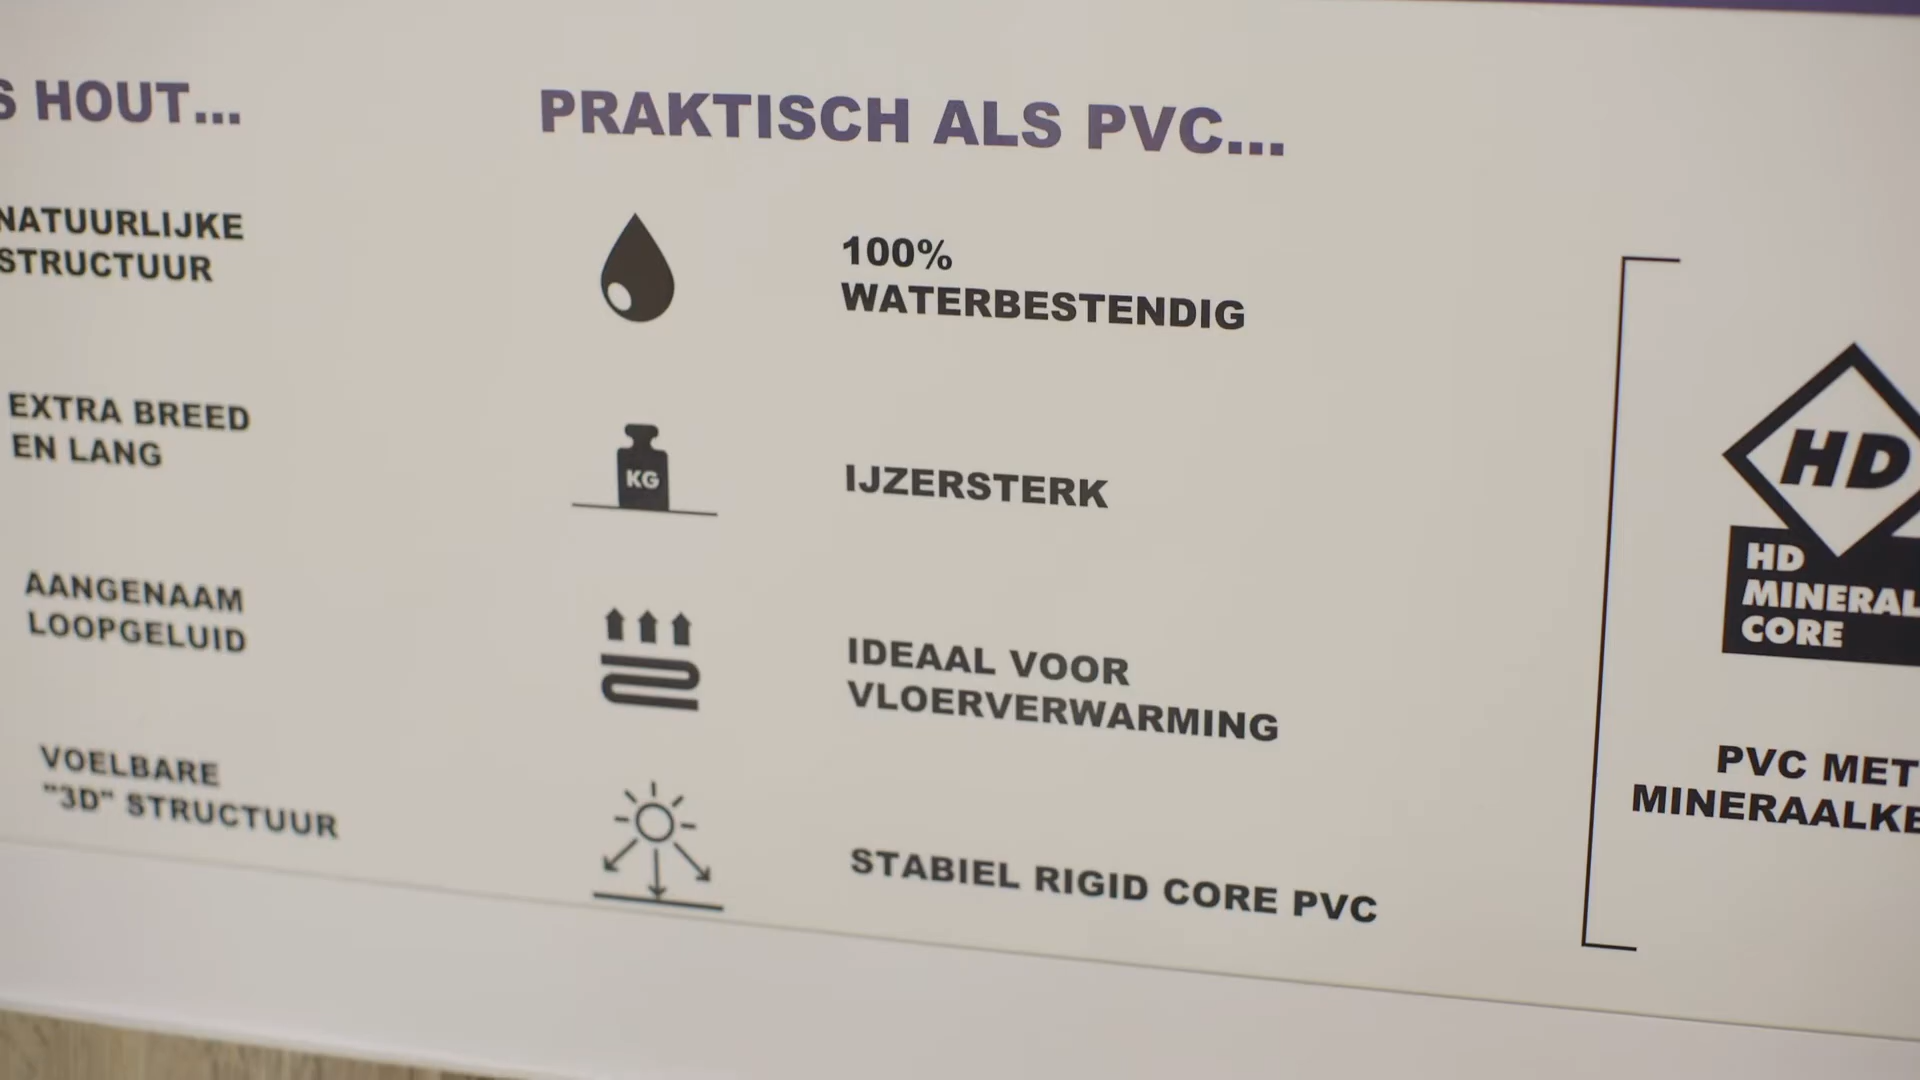 HOUT...
NATUURLIJKE
STRUCTUUR
EXTRA BREED
EN LANG
AANGENAAM
LOOPGELUID
VOELBARE
"3D" STRUCTUUR
PRAKTISCH ALS PVC...
100%
WATERBESTENDIG
KG
IJZERSTERK
IDEAAL VOOR
VLOERVERWARMING
STABIEL RIGID CORE PVC
HD
HD
MINERAL
CORE
PVC MET